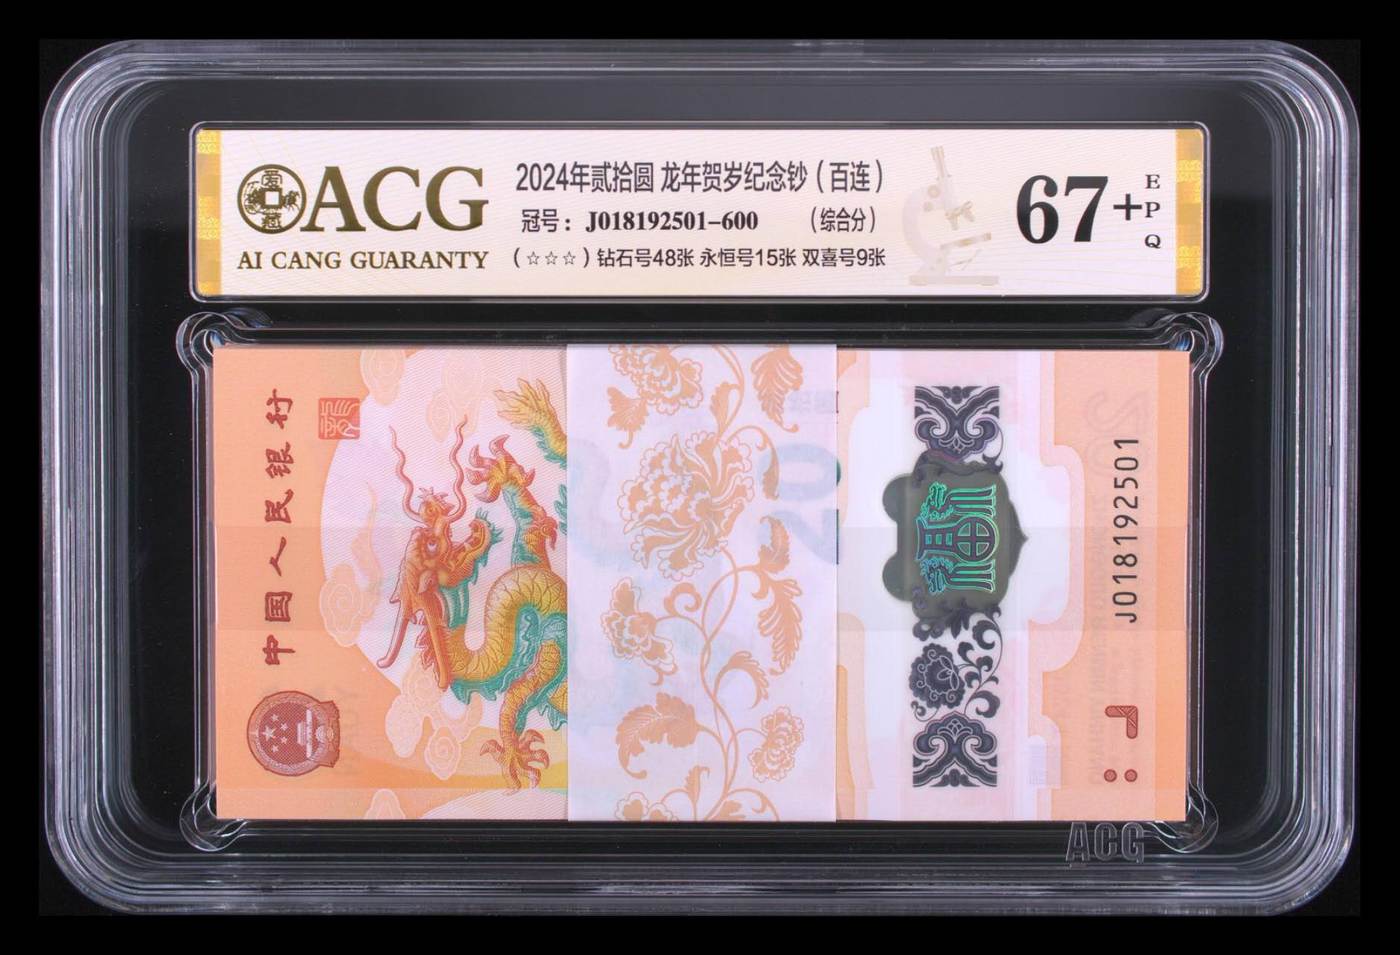 ACG
AI CANG GUARANTY
2024年贰拾圆 龙年贺岁纪念钞（百连）
冠号：J018192501-600 （综合分）
（☆☆☆）钻石号48张 永恒号15张 双喜号9张
67+
EPQ
中国人民银行
20
J018192501
ACG